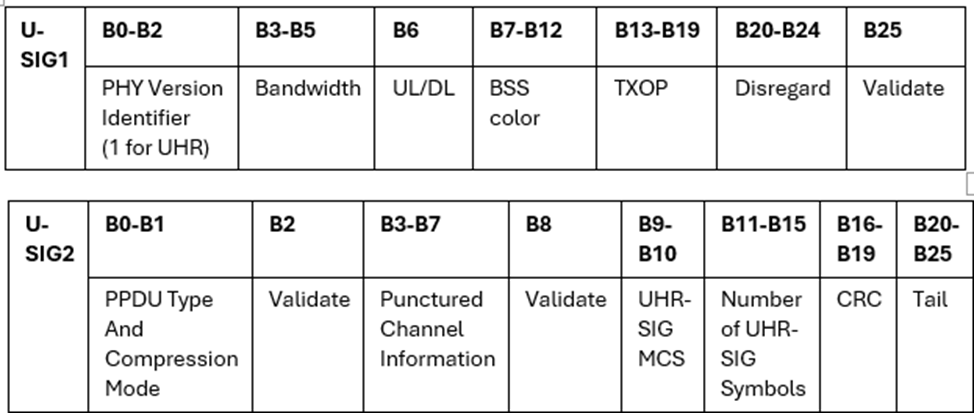 U-SIG1 B0-B2 B3-B5 B6 B7-B12 B13-B19 B20-B24 B25
PHY Version Identifier (1 for UHR) Bandwidth UL/DL BSS color TXOP Disregard Validate
U-SIG2 B0-B1 B2 B3-B7 B8 B9-B10 B11-B15 B16-B19 B20-B25
PPDU Type And Compression Mode Validate Punctured Channel Information Validate UHR-SIG MCS Number of UHR-SIG Symbols CRC Tail